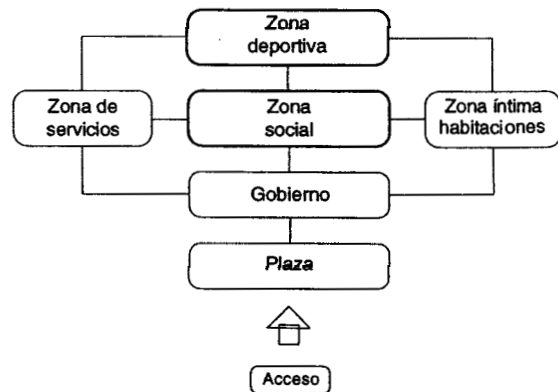 Zona
deportiva
Zona de
servicios
Zona
social
Zona íntima
habitaciones
Gobierno
Plaza
Acceso